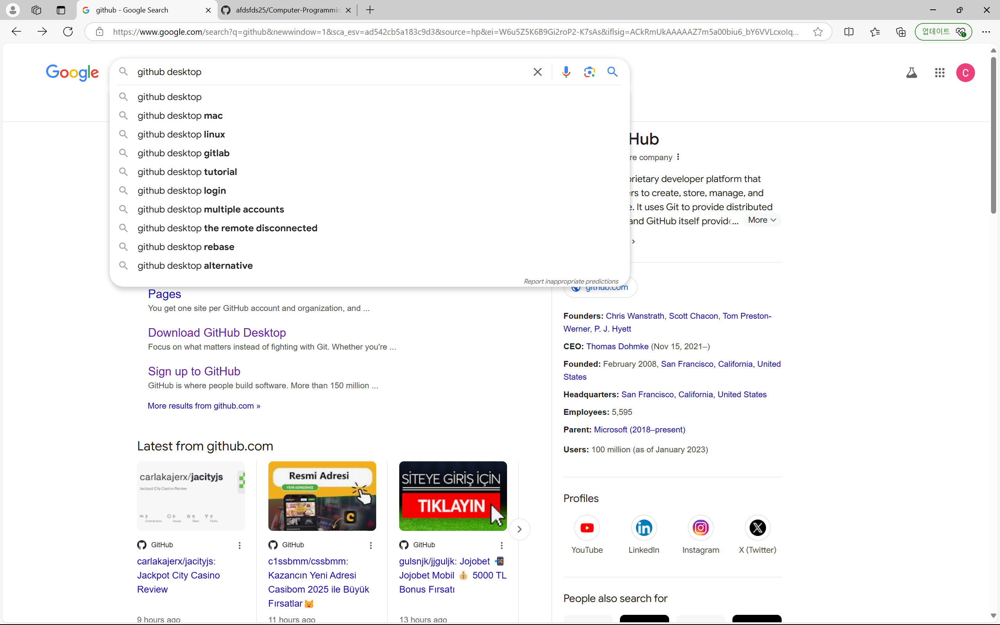 github - Google Search
afdsfds25/Computer-Programmin
https://www.google.com/search?q=github&newwindow=1&sca_esv=ad542cb5a183c9d3&source=hp&ei=W6u5Z5K6B9Gi2roP2-K7sAs&iflsig=ACkRmUkAAAAAZ7m5a00biu6_bY6VVLcxoIq...
업데이트
Google
github desktop
C
github desktop
github desktop mac
github desktop linux
github desktop gitlab
github desktop tutorial
github desktop login
github desktop multiple accounts
github desktop the remote disconnected
github desktop rebase
github desktop alternative
Report inappropriate predictions
Pages
You get one site per GitHub account and organization, and ...
Download GitHub Desktop
Focus on what matters instead of fighting with Git. Whether you're ...
Sign up to GitHub
GitHub is where people build software. More than 150 million ...
More results from github.com »
Latest from github.com
carlakajerx/jacityjs
Jackpot City Casino Review
2 Contributors
0 Issues
0 Stars
0 Forks
GitHub
carlakajerx/jacityjs:
Jackpot City Casino
Review
9 hours ago
Resmi Adresi
YENİ ADRESİMİZ
GitHub
c1ssbmm/cssbmm:
Kazancın Yeni Adresi
Casibom 2025 ile Büyük
Fırsatlar😺
11 hours ago
SİTEYE GİRİŞ İÇİN
TIKLAYIN
GitHub
gulsnjk/jjguljk: Jojobet 📲
Jojobet Mobil 💰 5000 TL
Bonus Fırsatı
13 hours ago
Hub
re company
rietary developer platform that
rs to create, store, manage, and
e. It uses Git to provide distributed
and GitHub itself provide... More
github.com
Founders: Chris Wanstrath, Scott Chacon, Tom Preston-
Werner, P. J. Hyett
CEO: Thomas Dohmke (Nov 15, 2021–)
Founded: February 2008, San Francisco, California, United
States
Headquarters: San Francisco, California, United States
Employees: 5,595
Parent: Microsoft (2018–present)
Users: 100 million (as of January 2023)
Profiles
YouTube
LinkedIn
Instagram
X (Twitter)
People also search for